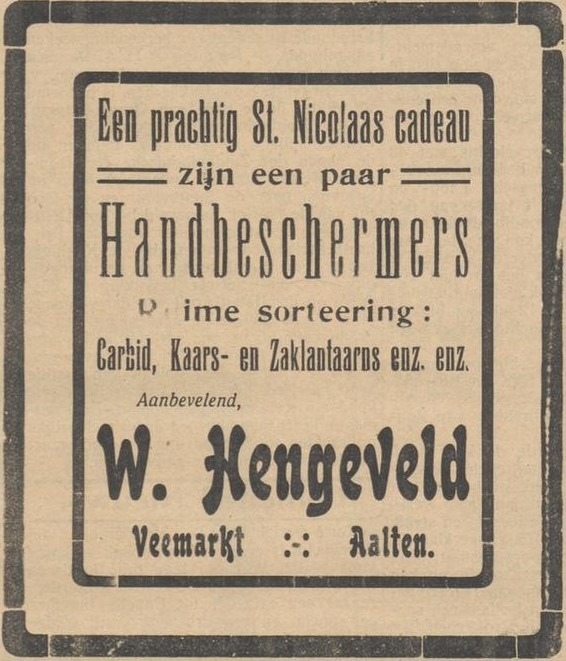 Een prachtig St. Nicolaas cadeau
zijn een paar
Handbeschermers
sorteering:
Carbid, Kaars- en Zaklantaarns enz. enz.
Aanbevelend,
W. Hengeveld
Veemarkt :-: Aalten.